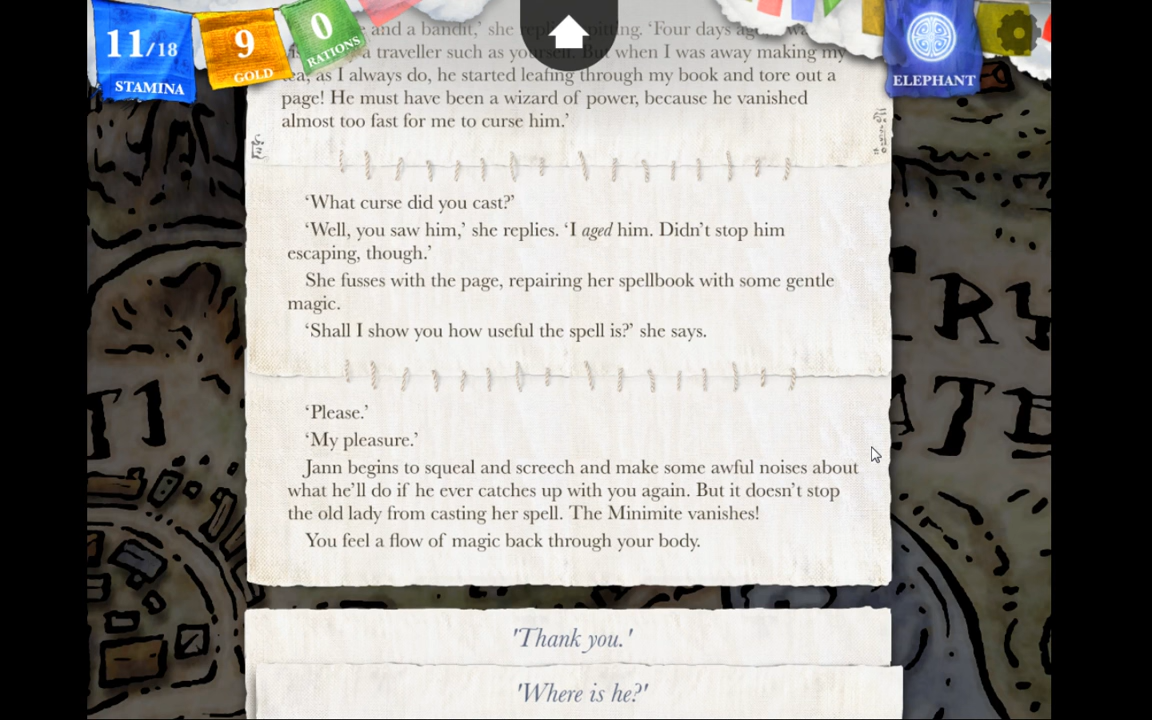 11/18
STAMINA
9
GOLD
0
RATIONS
ELEPHANT
and a bandit,’ she replies, spitting. ‘Four days ago,
a traveller such as yourself. But when I was away making my
tea, as I always do, he started leafing through my book and tore out a
page! He must have been a wizard of power, because he vanished
almost too fast for me to curse him.’
‘What curse did you cast?’
‘Well, you saw him,’ she replies. ‘I aged him. Didn’t stop him
escaping, though.’
She fusses with the page, repairing her spellbook with some gentle
magic.
‘Shall I show you how useful the spell is?’ she says.
‘Please.’
‘My pleasure.’
Jann begins to squeal and screech and make some awful noises about
what he’ll do if he ever catches up with you again. But it doesn’t stop
the old lady from casting her spell. The Minimite vanishes!
You feel a flow of magic back through your body.
'Thank you.'
'Where is he?'